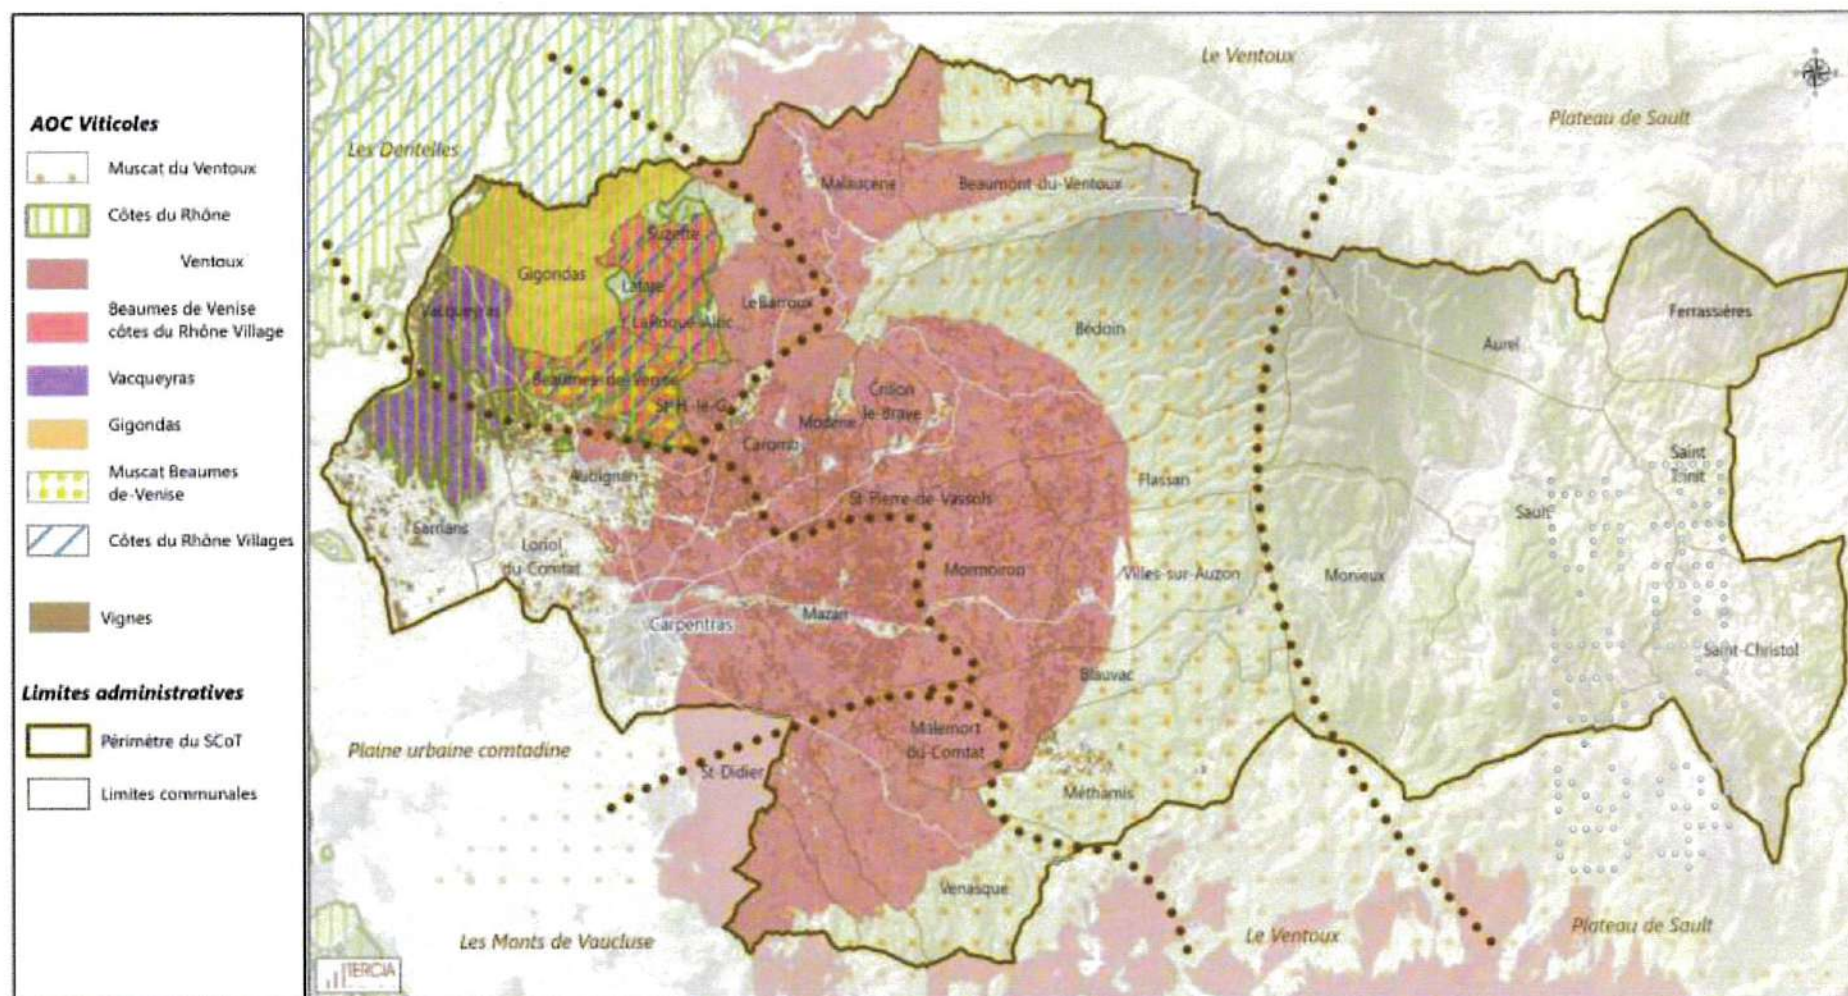 AOC Viticoles
Muscat du Ventoux
Côtes du Rhône
Ventoux
Beaumes de Venise
côtes du Rhône Village
Vacqueyras
Gigondas
Muscat Beaumes
de-Venise
Côtes du Rhône Villages
Vignes
Limites administratives
Périmètre du SCoT
Limites communales
Le Ventoux
Plateau de Sault
Les Dentelles
Malaucène
Beaumont-du-Ventoux
Suzette
Gigondas
Lafare
Vacqueyras
Le Barroux
La Roque-Alric
Bédoin
Ferrassières
Aurel
Beaumes-de-Venise
St-H.-le-G.
Crillon
le-Brave
Modène
Caromb
Aubignan
Flassan
Saint
Trinit
St-Pierre-de-Vassols
Sault
Sarrians
Loriol
du-Comtat
Mormoiron
Villes-sur-Auzon
Monieux
Mazan
Carpentras
Saint-Christol
Blauvac
Malemort
du-Comtat
Plaine urbaine comtadine
St-Didier
Méthamis
Venasque
Les Monts de Vaucluse
Le Ventoux
Plateau de Sault
TERCIA